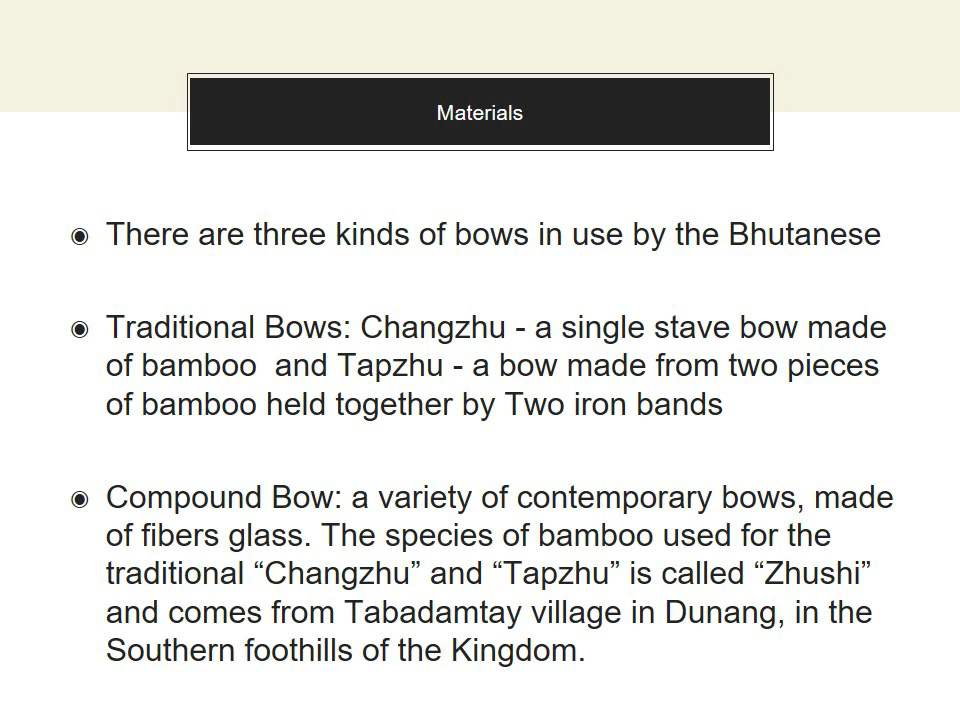 Materials
There are three kinds of bows in use by the Bhutanese
Traditional Bows: Changzhu - a single stave bow made
of bamboo  and Tapzhu - a bow made from two pieces
of bamboo held together by Two iron bands
Compound Bow: a variety of contemporary bows, made
of fibers glass. The species of bamboo used for the
traditional “Changzhu” and “Tapzhu” is called “Zhushi”
and comes from Tabadamtay village in Dunang, in the
Southern foothills of the Kingdom.